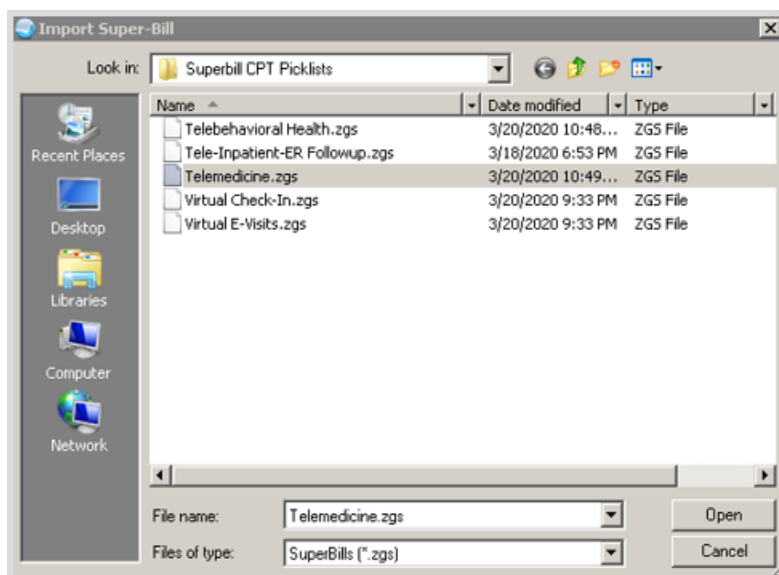 Import Super-Bill
Look in: Superbill CPT Picklists
Name Date modified Type
Telebehavioral Health.zgs 3/20/2020 10:48... ZGS File
Tele-Inpatient-ER Followup.zgs 3/18/2020 6:53 PM ZGS File
Telemedicine.zgs 3/20/2020 10:49... ZGS File
Virtual Check-In.zgs 3/20/2020 9:33 PM ZGS File
Virtual E-Visits.zgs 3/20/2020 9:33 PM ZGS File
Recent Places
Desktop
Libraries
Computer
Network
File name: Telemedicine.zgs Open
Files of type: SuperBills (*.zgs) Cancel